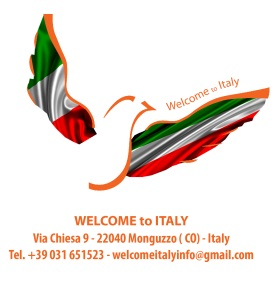 Welcome to Italy
WELCOME to ITALY
Via Chiesa 9 - 22040 Monguzzo ( CO) - Italy
Tel. +39 031 651523 - welcomeitalyinfo@gmail.com